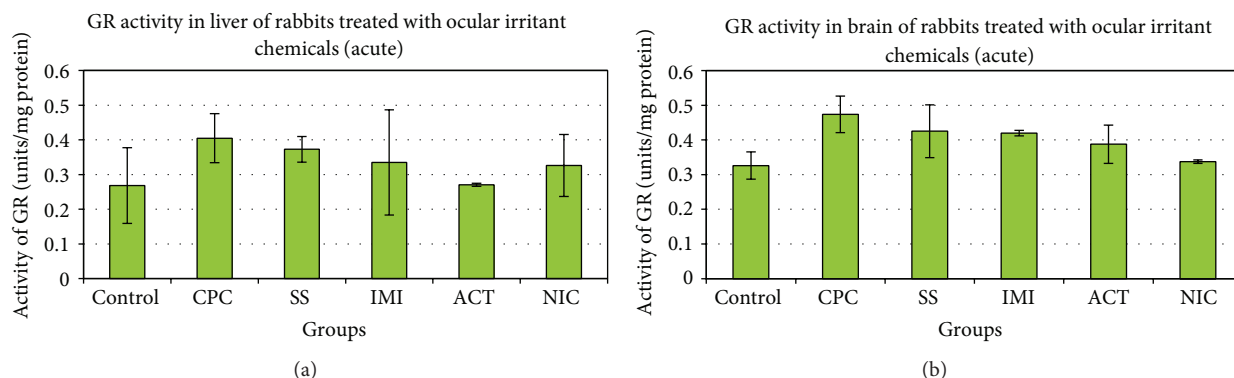 GR activity in liver of rabbits treated with ocular irritant
chemicals (acute)
Activity of GR (units/mg protein)
0.6
0.5
0.4
0.3
0.2
0.1
0
Control CPC SS IMI ACT NIC
Groups
(a)
GR activity in brain of rabbits treated with ocular irritant
chemicals (acute)
Activity of GR (units/mg protein)
0.6
0.5
0.4
0.3
0.2
0.1
0
Control CPC SS IMI ACT NIC
Groups
(b)